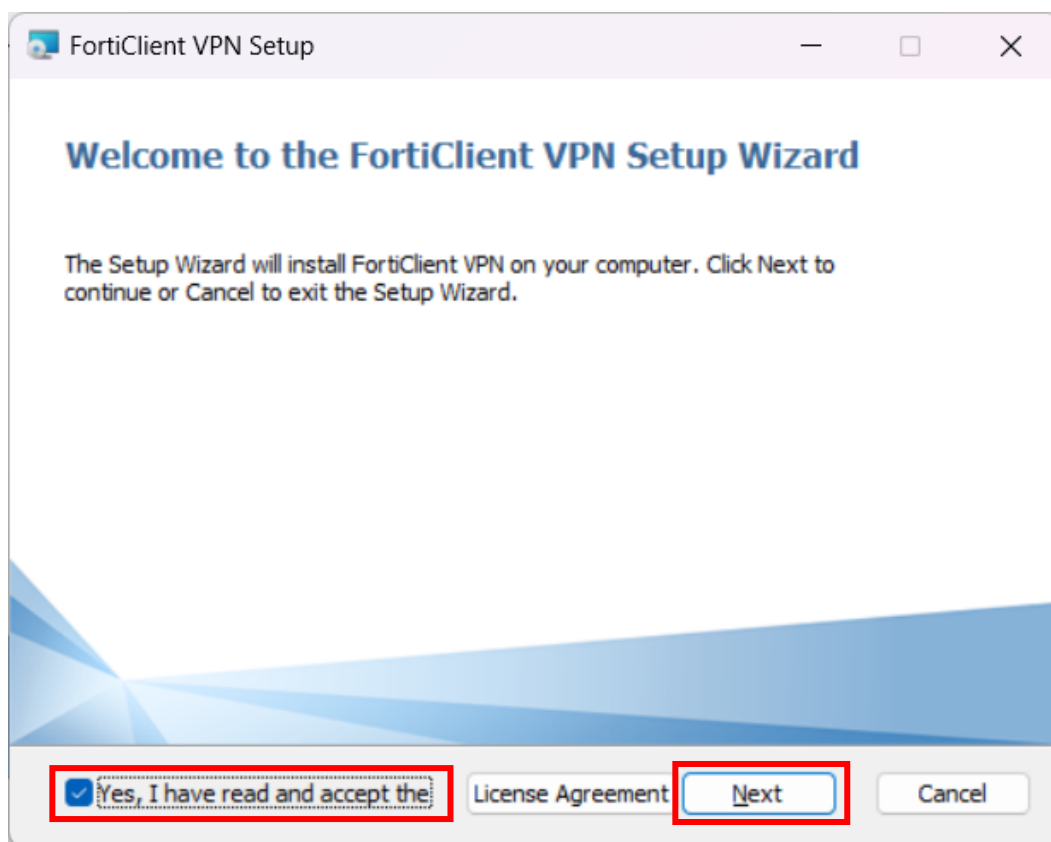 FortiClient VPN Setup
Welcome to the FortiClient VPN Setup Wizard
The Setup Wizard will install FortiClient VPN on your computer. Click Next to
continue or Cancel to exit the Setup Wizard.
Yes, I have read and accept the License Agreement Next Cancel